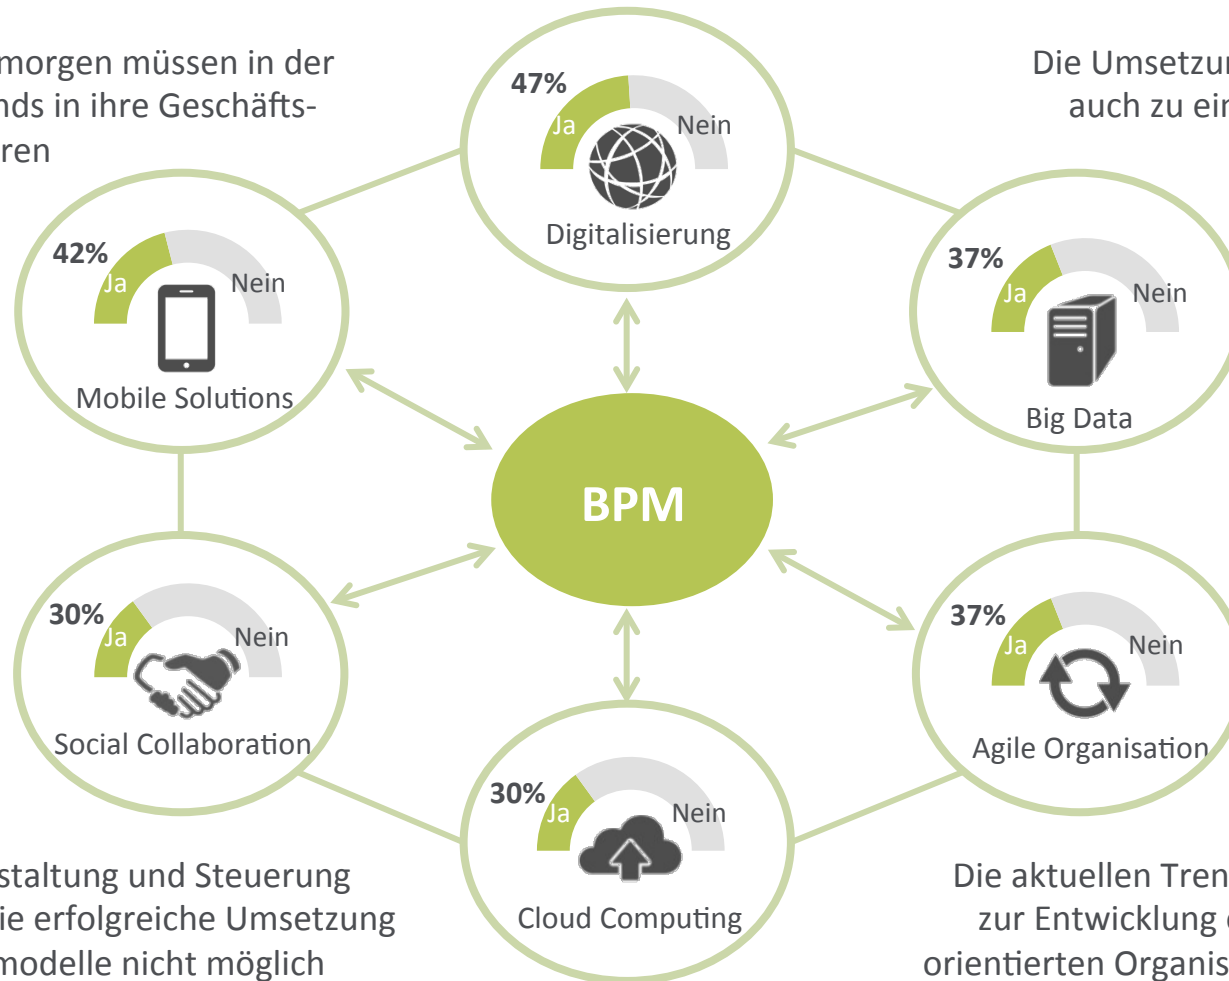 morgen müssen in der
nds in ihre Geschäfts-
ren
Die Umsetzun
auch zu ein
47%
Ja
Nein
Digitalisierung
42%
Ja
Nein
Mobile Solutions
37%
Ja
Nein
Big Data
BPM
30%
Ja
Nein
Social Collaboration
37%
Ja
Nein
Agile Organisation
30%
Ja
Nein
Cloud Computing
staltung und Steuerung
ie erfolgreiche Umsetzung
modelle nicht möglich
Die aktuellen Tren
zur Entwicklung
orientierten Organis